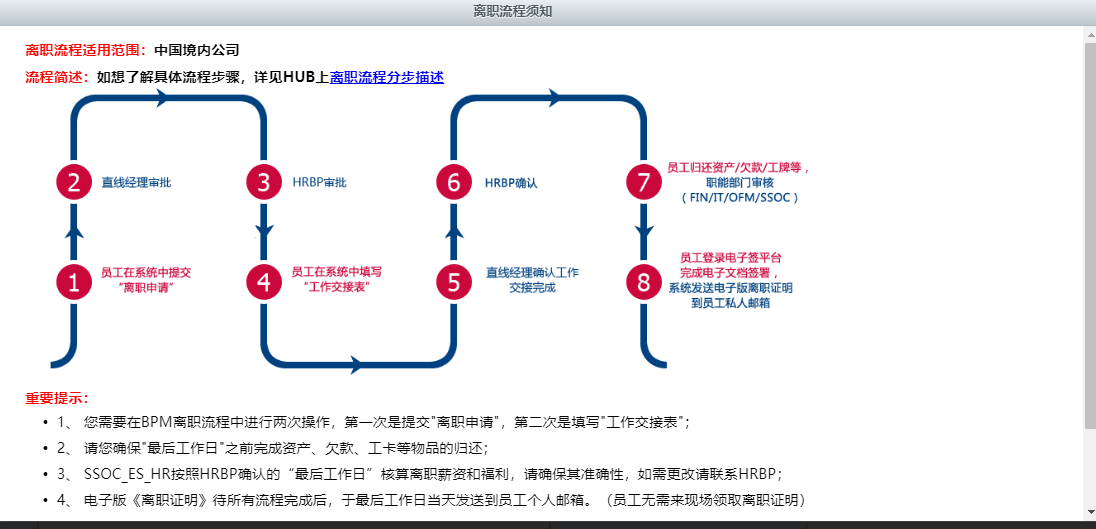 离职流程须知
离职流程适用范围：中国境内公司
流程简述：如想了解具体流程步骤，详见HUB上离职流程分步描述
1
员工在系统中提交
“离职申请”
2
直线经理审批
3
HRBP审批
4
员工在系统中填写
“工作交接表”
5
直线经理确认工作
交接完成
6
HRBP确认
7
员工归还资产/欠款/工牌等，
职能部门审核
（FIN/IT/OFM/SSOC）
8
员工登录电子签平台
完成电子文档签署，
系统发送电子版离职证明
到员工私人邮箱
重要提示：
• 1、 您需要在BPM离职流程中进行两次操作，第一次是提交"离职申请"，第二次是填写"工作交接表"；
• 2、 请您确保"最后工作日"之前完成资产、欠款、工卡等物品的归还；
• 3、 SSOC_ES_HR按照HRBP确认的“最后工作日”核算离职薪资和福利，请确保其准确性，如需更改请联系HRBP；
• 4、 电子版《离职证明》待所有流程完成后，于最后工作日当天发送到员工个人邮箱。（员工无需来现场领取离职证明）